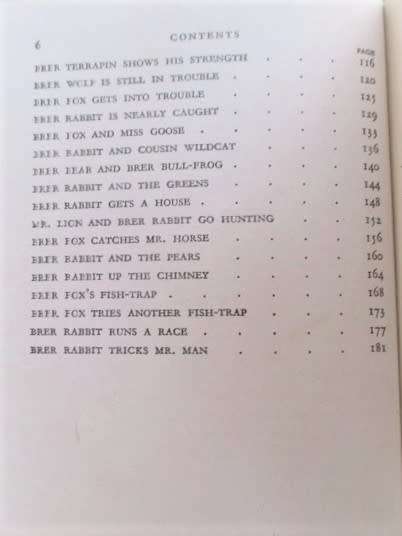 6 CONTENTS
PAGE
BRER TERRAPIN SHOWS HIS STRENGTH . . . 116
BRER WOLF IS STILL IN TROUBLE . . . . 120
BRER FOX GETS INTO TROUBLE . . . . 125
BRER RABBIT IS NEARLY CAUGHT . . . . 129
BRER FOX AND MISS GOOSE . . . . . 133
BRER RABBIT AND COUSIN WILDCAT . . . 136
BRER BEAR AND BRER BULL-FROG . . . . 140
BRER RABBIT AND THE GREENS . . . . 144
BRER RABBIT GETS A HOUSE . . . . . 148
MR. LION AND BRER RABBIT GO HUNTING . . 152
BRER FOX CATCHES MR. HORSE . . . . 156
BRER RABBIT AND THE PEARS . . . . 160
BRER RABBIT UP THE CHIMNEY . . . . 164
BRER FOX'S FISH-TRAP . . . . . . 168
BRER FOX TRIES ANOTHER FISH-TRAP . . . 173
BRER RABBIT RUNS A RACE . . . . . 177
BRER RABBIT TRICKS MR. MAN . . . . 181